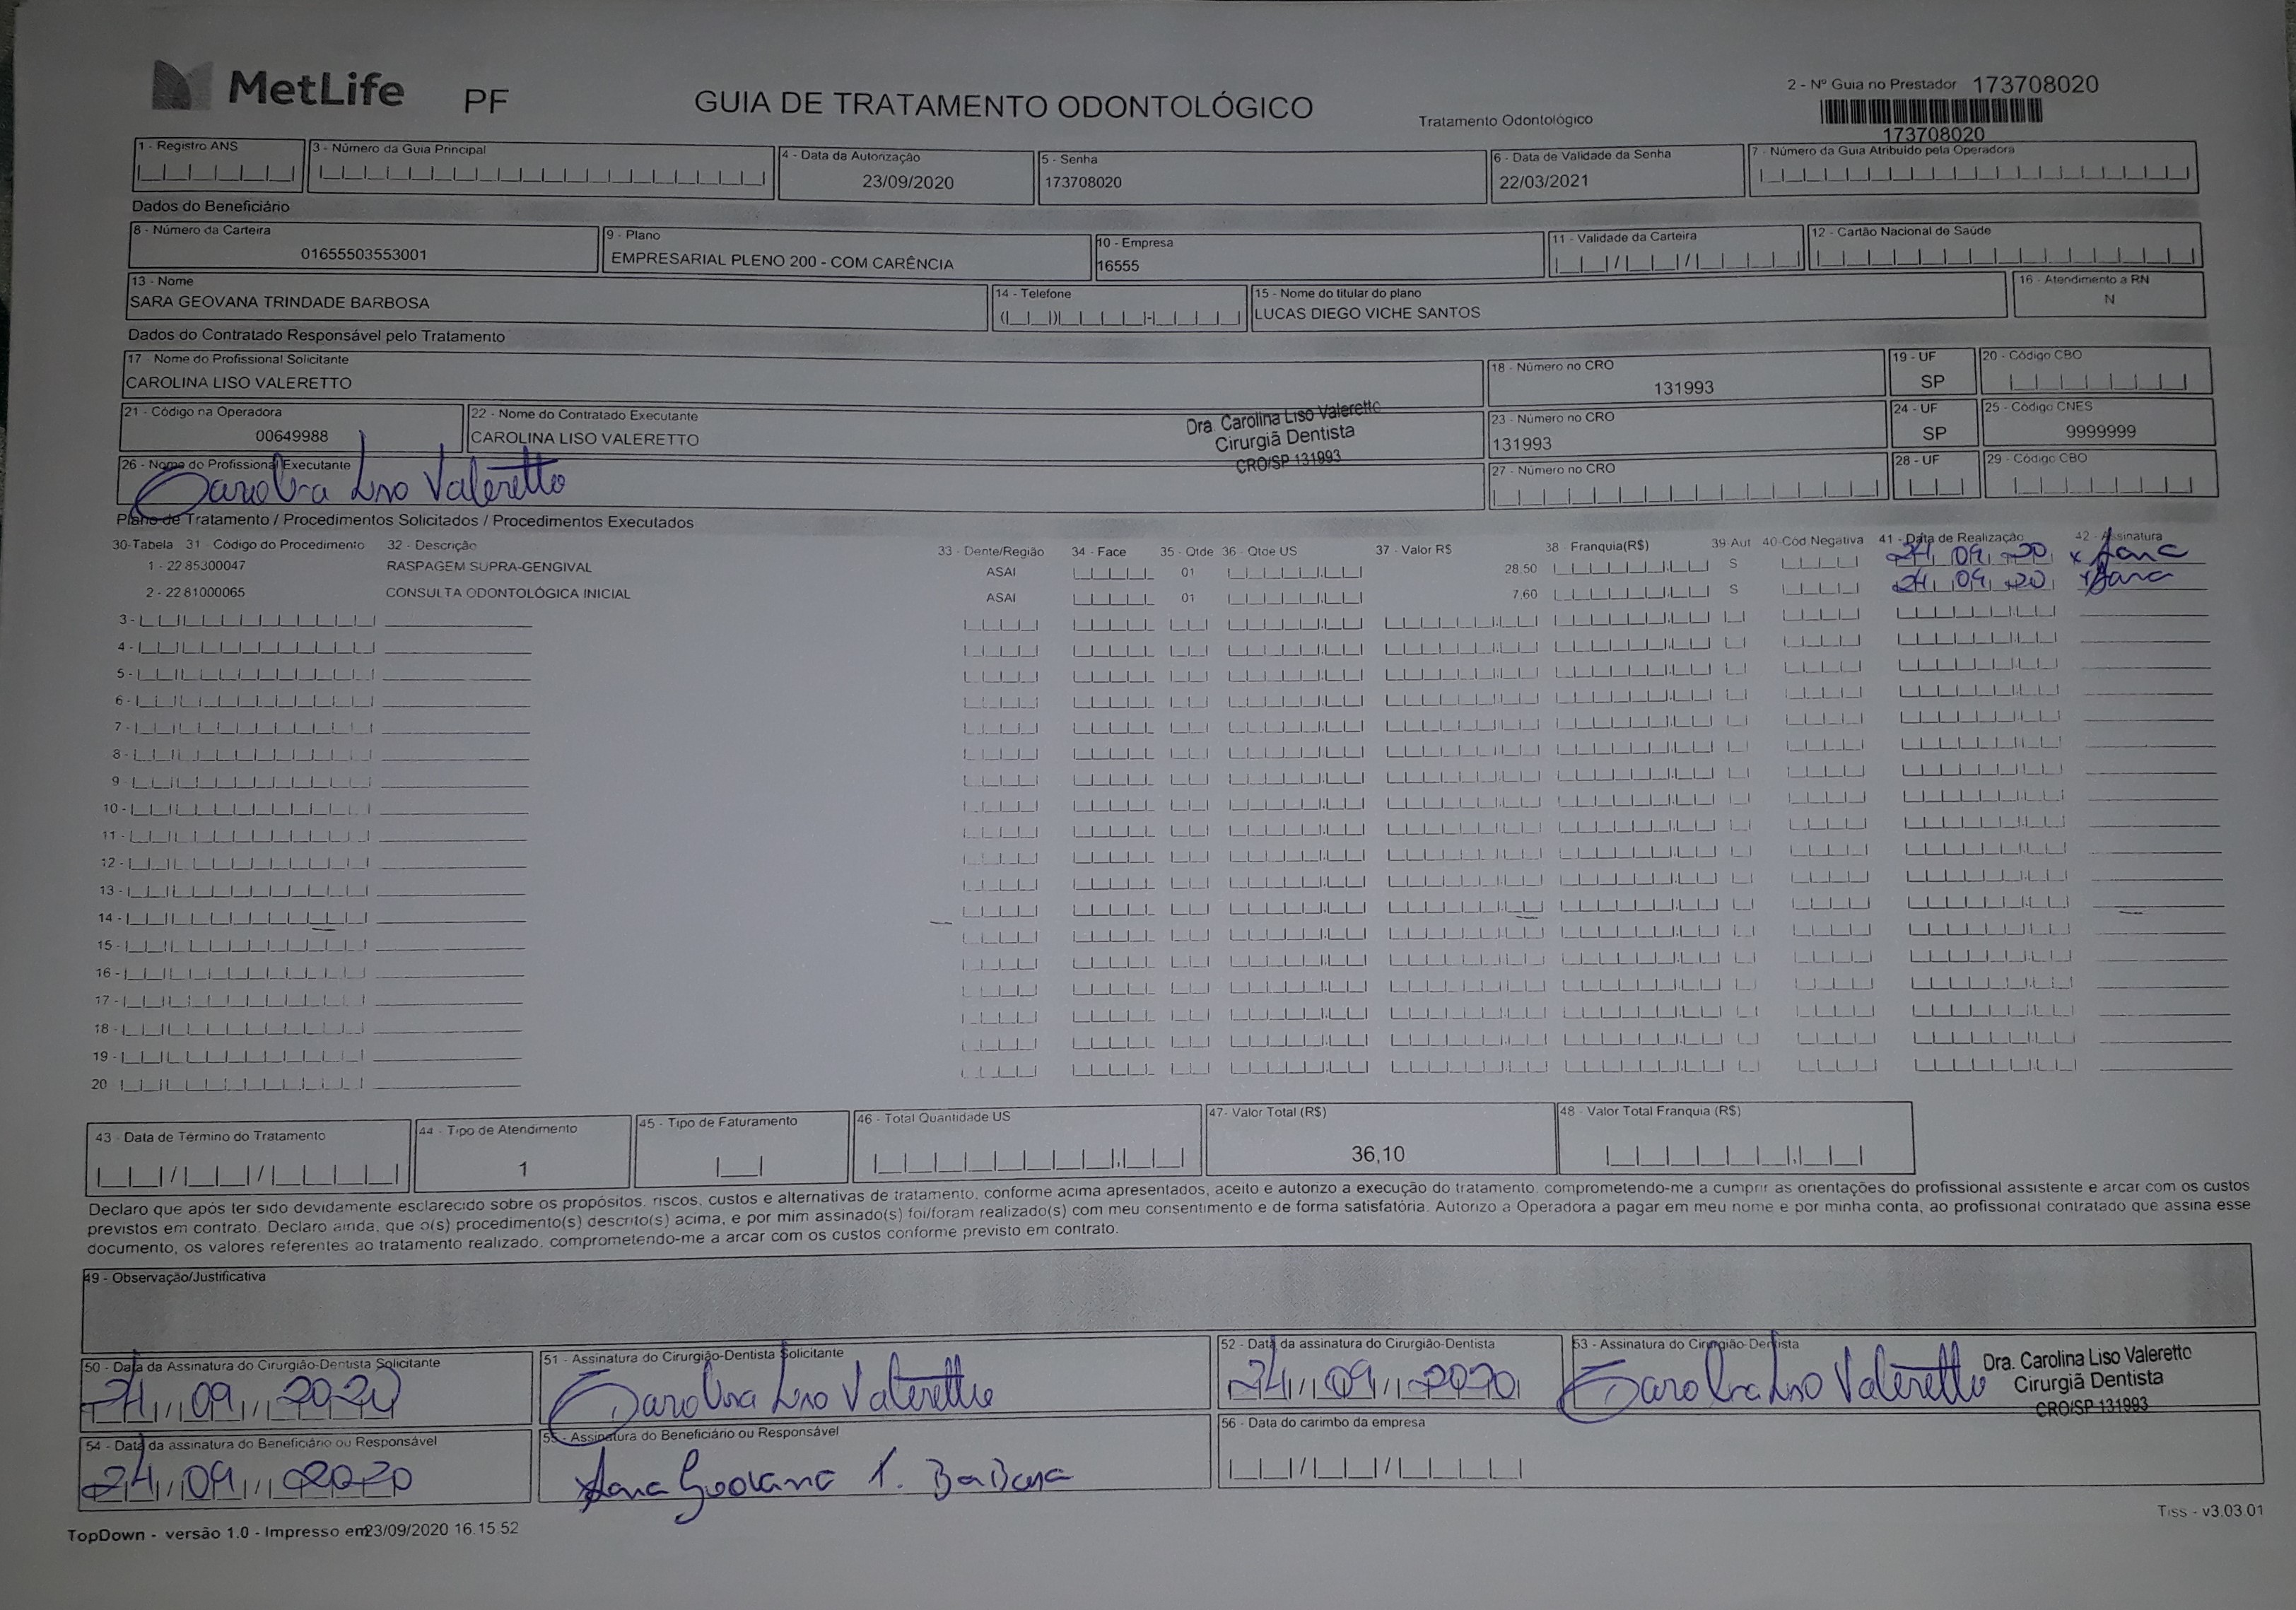 MetLife PF GUIA DE TRATAMENTO ODONTOLÓGICO Tratamento Odontológico 2 - Nº Guia no Prestador 173708020
173708020
1 - Registro ANS 3 - Número da Guia Principal 4 - Data da Autorização 5 - Senha 6 - Data de Validade da Senha 7 - Número da Guia Atribuído pela Operadora
23/09/2020 173708020 22/03/2021
Dados do Beneficiário
8 - Número da Carteira 9 - Plano 10 - Empresa 11 - Validade da Carteira 12 - Cartão Nacional de Saúde
01655503553001 EMPRESARIAL PLENO 200 - COM CARÊNCIA 16555
13 - Nome 14 - Telefone 15 - Nome do titular do plano 16 - Atendimento a RN
SARA GEOVANA TRINDADE BARBOSA LUCAS DIEGO VICHE SANTOS N
Dados do Contratado Responsável pelo Tratamento
17 - Nome do Profissional Solicitante 18 - Número no CRO 19 - UF 20 - Código CBO
CAROLINA LISO VALERETTO 131993 SP
21 - Código na Operadora 22 - Nome do Contratado Executante 23 - Número no CRO 24 - UF 25 - Código CNES
00649988 CAROLINA LISO VALERETTO 131993 SP 9999999
Dra. Carolina Liso Valeretto
Cirurgiã Dentista
CRO/SP 131993
26 - Nome do Profissional Executante 27 - Número no CRO 28 - UF 29 - Código CBO
Carolina Liso Valeretto
Plano de Tratamento / Procedimentos Solicitados / Procedimentos Executados
30-Tabela 31 - Código do Procedimento 32 - Descrição 33 - Dente/Região 34 - Face 35 - Qtde 36 - Qtde US 37 - Valor R$ 38 - Franquia(R$) 39 Aut 40 Cod Negativa 41 - Data de Realização 42 - Assinatura
1 - 22 85300047 RASPAGEM SUPRA-GENGIVAL ASAI 01 28,50 S 24 09 20 x Sara
2 - 22 81000065 CONSULTA ODONTOLÓGICA INICIAL ASAI 01 7,60 S 24 09 20 x Sara
3 -
4 -
5 -
6 -
7 -
8 -
9 -
10 -
11 -
12 -
13 -
14 -
15 -
16 -
17 -
18 -
19 -
20
43 - Data de Término do Tratamento 44 - Tipo de Atendimento 45 - Tipo de Faturamento 46 - Total Quantidade US 47- Valor Total (R$) 48 - Valor Total Franquia (R$)
1 36,10
Declaro que após ter sido devidamente esclarecido sobre os propósitos, riscos, custos e alternativas de tratamento, conforme acima apresentados, aceito e autorizo a execução do tratamento, comprometendo-me a cumprir as orientações do profissional assistente e arcar com os custos
previstos em contrato. Declaro ainda, que o(s) procedimento(s) descrito(s) acima, e por mim assinado(s) foi/foram realizado(s) com meu consentimento e de forma satisfatória. Autorizo a Operadora a pagar em meu nome e por minha conta, ao profissional contratado que assina esse
documento, os valores referentes ao tratamento realizado, comprometendo-me a arcar com os custos conforme previsto em contrato.
49 - Observação/Justificativa
50 - Data da Assinatura do Cirurgião-Dentista Solicitante 51 - Assinatura do Cirurgião-Dentista Solicitante 52 - Data da assinatura do Cirurgião-Dentista 53 - Assinatura do Cirurgião-Dentista
24 09 2020 Carolina Liso Valeretto 24 09 2020 Carolina Liso Valeretto
Dra. Carolina Liso Valeretto
Cirurgiã Dentista
CRO/SP 131993
54 - Data da assinatura do Beneficiário ou Responsável 55 - Assinatura do Beneficiário ou Responsável 56 - Data do carimbo da empresa
24 09 2020 Sara Geovana T. Barbosa
TopDown - versão 1.0 - Impresso em23/09/2020 16.15.52 Tiss - v3.03.01